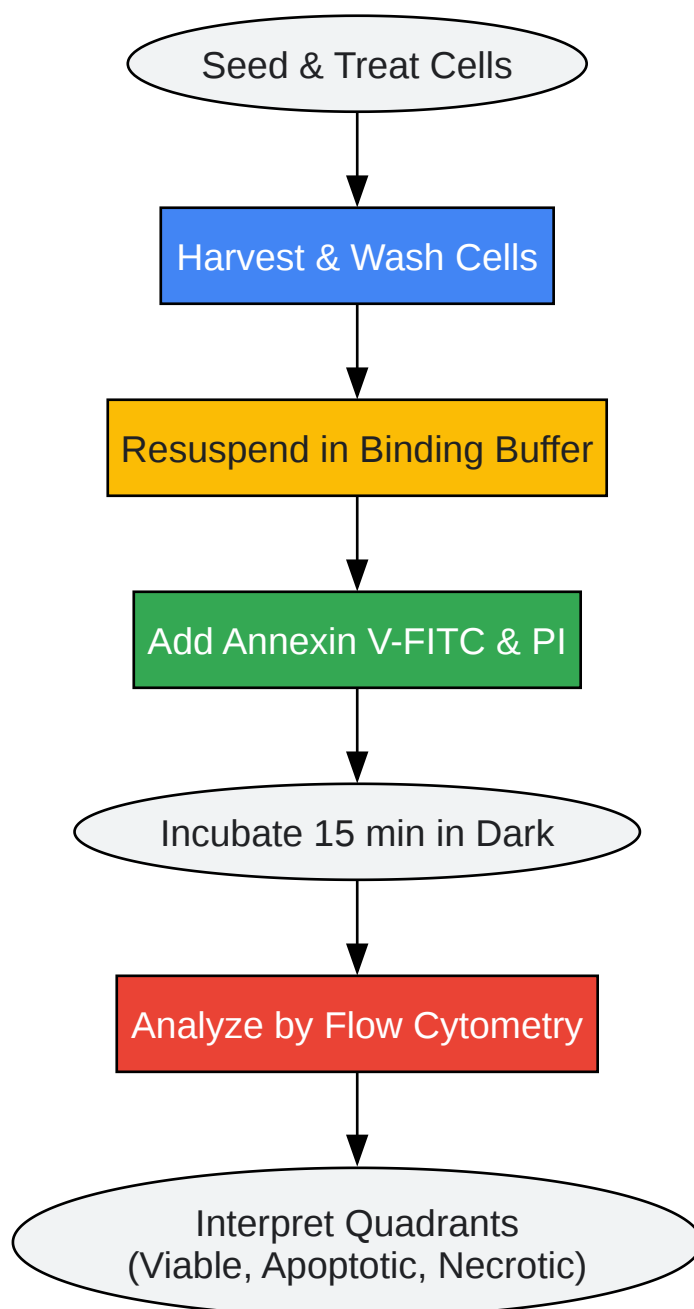 Seed & Treat Cells
Harvest & Wash Cells
Resuspend in Binding Buffer
Add Annexin V-FITC & PI
Incubate 15 min in Dark
Analyze by Flow Cytometry
Interpret Quadrants
(Viable, Apoptotic, Necrotic)